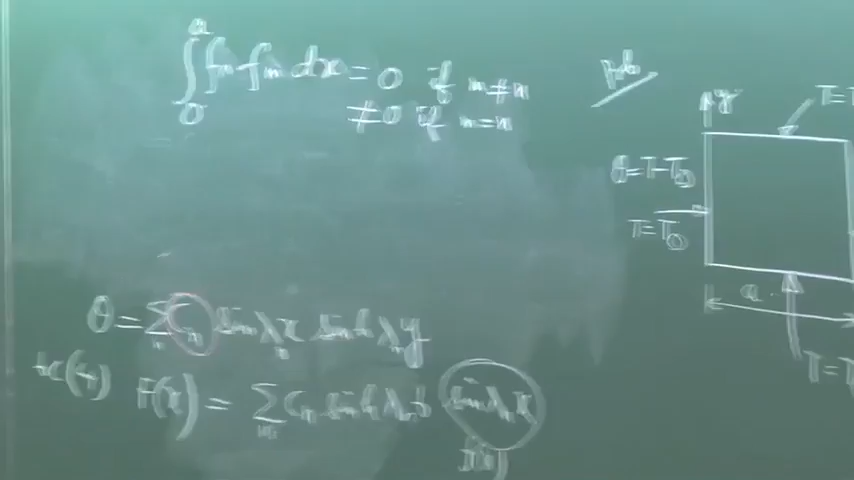 ∫₀ᵃ fₘ fₙ dx = 0 if m ≠ n
≠ 0 if m = n
θ = T - T₀
T = T₀
a
θ = Σₙ Cₙ sin λₙx sinh λₙy
F(x) = Σₙ Cₙ sinh λₙb sin λₙx